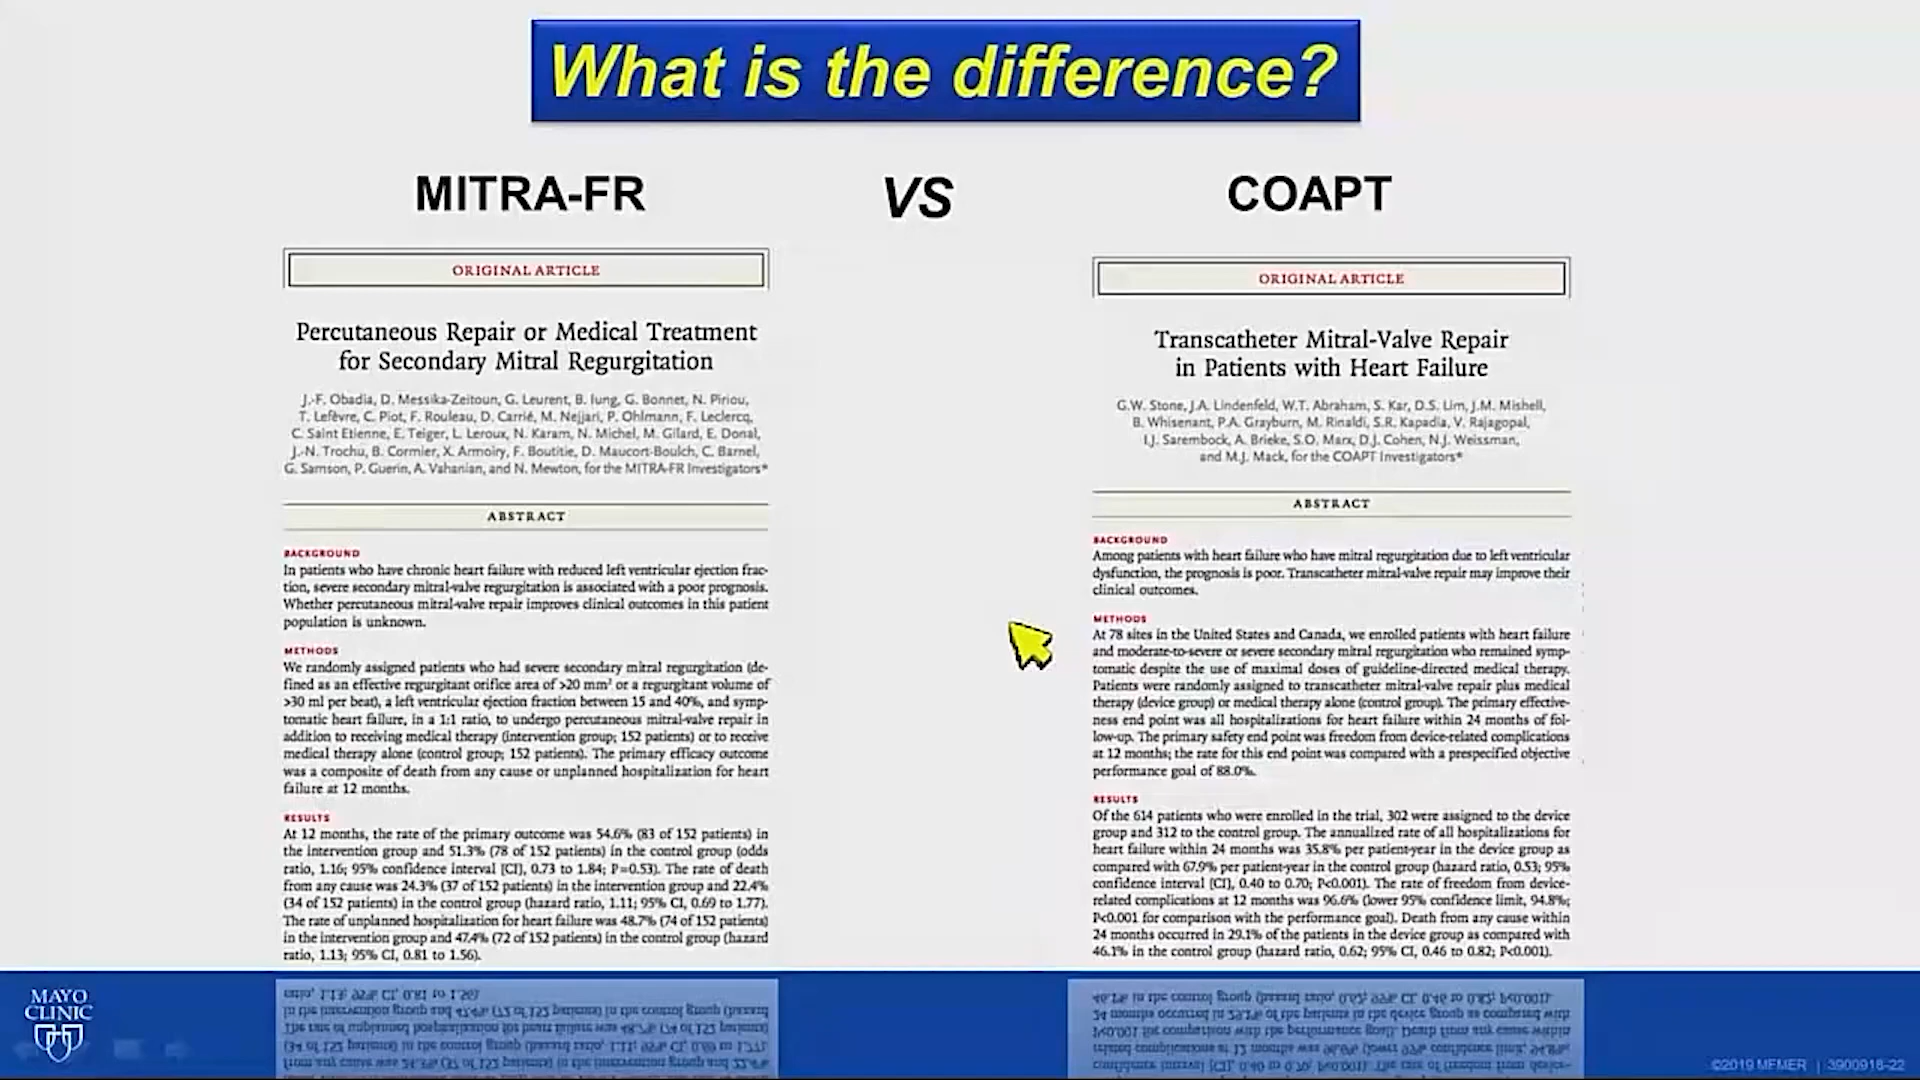 What is the difference?
MITRA-FR
VS
COAPT
ORIGINAL ARTICLE
Percutaneous Repair or Medical Treatment
for Secondary Mitral Regurgitation
J.-F. Obadia, D. Messika-Zeitoun, G. Leurent, B. Iung, G. Bonnet, N. Piriou,
T. Lefèvre, C. Piot, F. Rouleau, D. Carrié, M. Nejjari, P. Ohlmann, F. Leclercq,
C. Saint Etienne, E. Teiger, L. Leroux, N. Karam, N. Michel, M. Gilard, E. Donal,
J.-N. Trochu, B. Cormier, X. Armoiry, F. Boutitie, D. Maucort-Boulch, C. Barnel,
G. Samson, P. Guerin, A. Vahanian, and N. Mewton, for the MITRA-FR Investigators*
ABSTRACT
BACKGROUND
In patients who have chronic heart failure with reduced left ventricular ejection frac-
tion, severe secondary mitral-valve regurgitation is associated with a poor prognosis.
Whether percutaneous mitral-valve repair improves clinical outcomes in this patient
population is unknown.
METHODS
We randomly assigned patients who had severe secondary mitral regurgitation (de-
fined as an effective regurgitant orifice area of >20 mm² or a regurgitant volume of
>30 ml per beat), a left ventricular ejection fraction between 15 and 40%, and symp-
tomatic heart failure, in a 1:1 ratio, to undergo percutaneous mitral-valve repair in
addition to receiving medical therapy (intervention group; 152 patients) or to receive
medical therapy alone (control group; 152 patients). The primary efficacy outcome
was a composite of death from any cause or unplanned hospitalization for heart
failure at 12 months.
RESULTS
At 12 months, the rate of the primary outcome was 54.6% (83 of 152 patients) in
the intervention group and 51.3% (78 of 152 patients) in the control group (odds
ratio, 1.16; 95% confidence interval [CI], 0.73 to 1.84; P=0.53). The rate of death
from any cause was 24.3% (37 of 152 patients) in the intervention group and 22.4%
(34 of 152 patients) in the control group (hazard ratio, 1.11; 95% CI, 0.69 to 1.77).
The rate of unplanned hospitalization for heart failure was 48.7% (74 of 152 patients)
in the intervention group and 47.4% (72 of 152 patients) in the control group (hazard
ratio, 1.13; 95% CI, 0.81 to 1.56).
ORIGINAL ARTICLE
Transcatheter Mitral-Valve Repair
in Patients with Heart Failure
G.W. Stone, J.A. Lindenfeld, W.T. Abraham, S. Kar, D.S. Lim, J.M. Mishell,
B. Whisenant, P.A. Grayburn, M. Rinaldi, S.R. Kapadia, V. Rajagopal,
I.J. Sarembock, A. Brieke, S.O. Marx, D.J. Cohen, N.J. Weissman,
and M.J. Mack, for the COAPT Investigators*
ABSTRACT
BACKGROUND
Among patients with heart failure who have mitral regurgitation due to left ventricular
dysfunction, the prognosis is poor. Transcatheter mitral-valve repair may improve their
clinical outcomes.
METHODS
At 78 sites in the United States and Canada, we enrolled patients with heart failure
and moderate-to-severe or severe secondary mitral regurgitation who remained symp-
tomatic despite the use of maximal doses of guideline-directed medical therapy.
Patients were randomly assigned to transcatheter mitral-valve repair plus medical
therapy (device group) or medical therapy alone (control group). The primary effective-
ness end point was all hospitalizations for heart failure within 24 months of fol-
low-up. The primary safety end point was freedom from device-related complications
at 12 months; the rate for this end point was compared with a prespecified objective
performance goal of 88.0%.
RESULTS
Of the 614 patients who were enrolled in the trial, 302 were assigned to the device
group and 312 to the control group. The annualized rate of all hospitalizations for
heart failure within 24 months was 35.8% per patient-year in the device group as
compared with 67.9% per patient-year in the control group (hazard ratio, 0.53; 95%
confidence interval [CI], 0.40 to 0.70; P<0.001). The rate of freedom from device-
related complications at 12 months was 96.6% (lower 95% confidence limit, 94.8%;
P<0.001 for comparison with the performance goal). Death from any cause within
24 months occurred in 29.1% of the patients in the device group as compared with
46.1% in the control group (hazard ratio, 0.62; 95% CI, 0.46 to 0.82; P<0.001).
MAYO
CLINIC
©2019 MFMER | 3900916-22